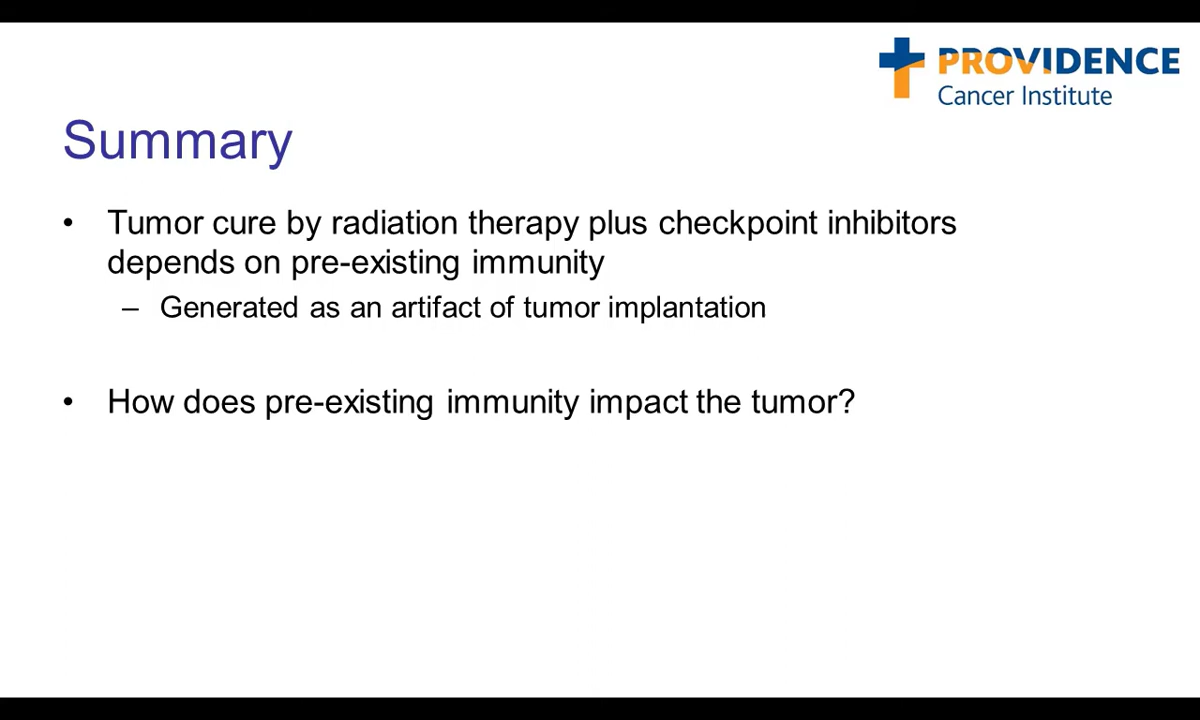 PROVIDENCE
Cancer Institute
Summary
• Tumor cure by radiation therapy plus checkpoint inhibitors
depends on pre-existing immunity
– Generated as an artifact of tumor implantation
• How does pre-existing immunity impact the tumor?